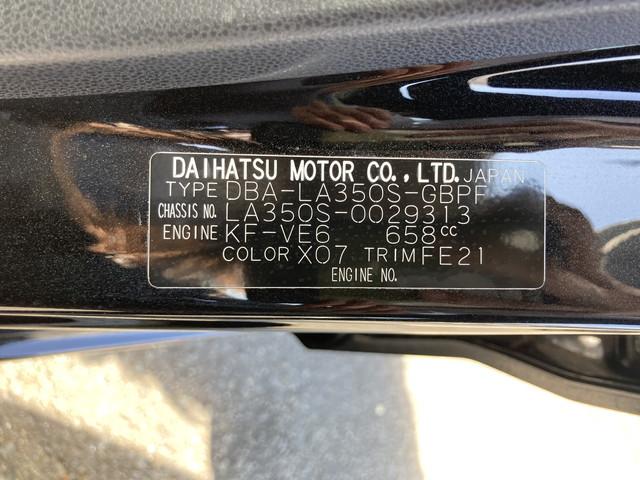 DAIHATSU MOTOR CO., LTD. JAPAN
TYPE DBA-LA350S-GBPF
CHASSIS NO. LA350S-0029313
ENGINE KF-VE6 658cc
COLOR X07 TRIM FE21
ENGINE NO.